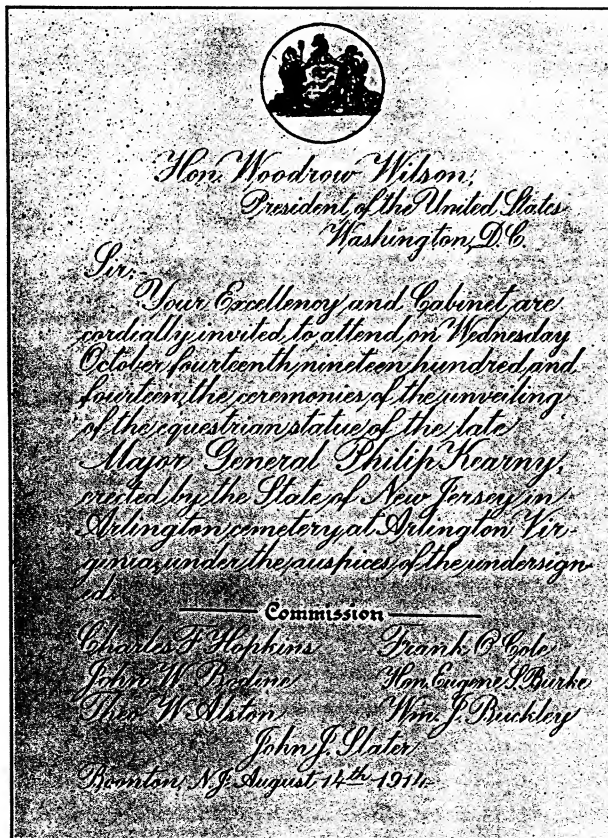 Hon. Woodrow Wilson,
President of the United States
Washington, D.C.
Sir:-
Your Excellency and Cabinet are
cordially invited to attend, on Wednesday
October fourteenth, nineteen hundred and
fourteen, the ceremonies of the unveiling
of the equestrian statue of the late
Major General Philip Kearny,
erected by the State of New Jersey in
Arlington cemetery at Arlington Vir-
ginia, under the auspices of the undersign-
ed.
Commission
Charles F Hopkins Frank O Cole
John W Bodine Hon. Eugene S. Burke
Theo. W Alston Wm. J. Buckley
John J. Slater
Boonton, N.J. August 14th 1914